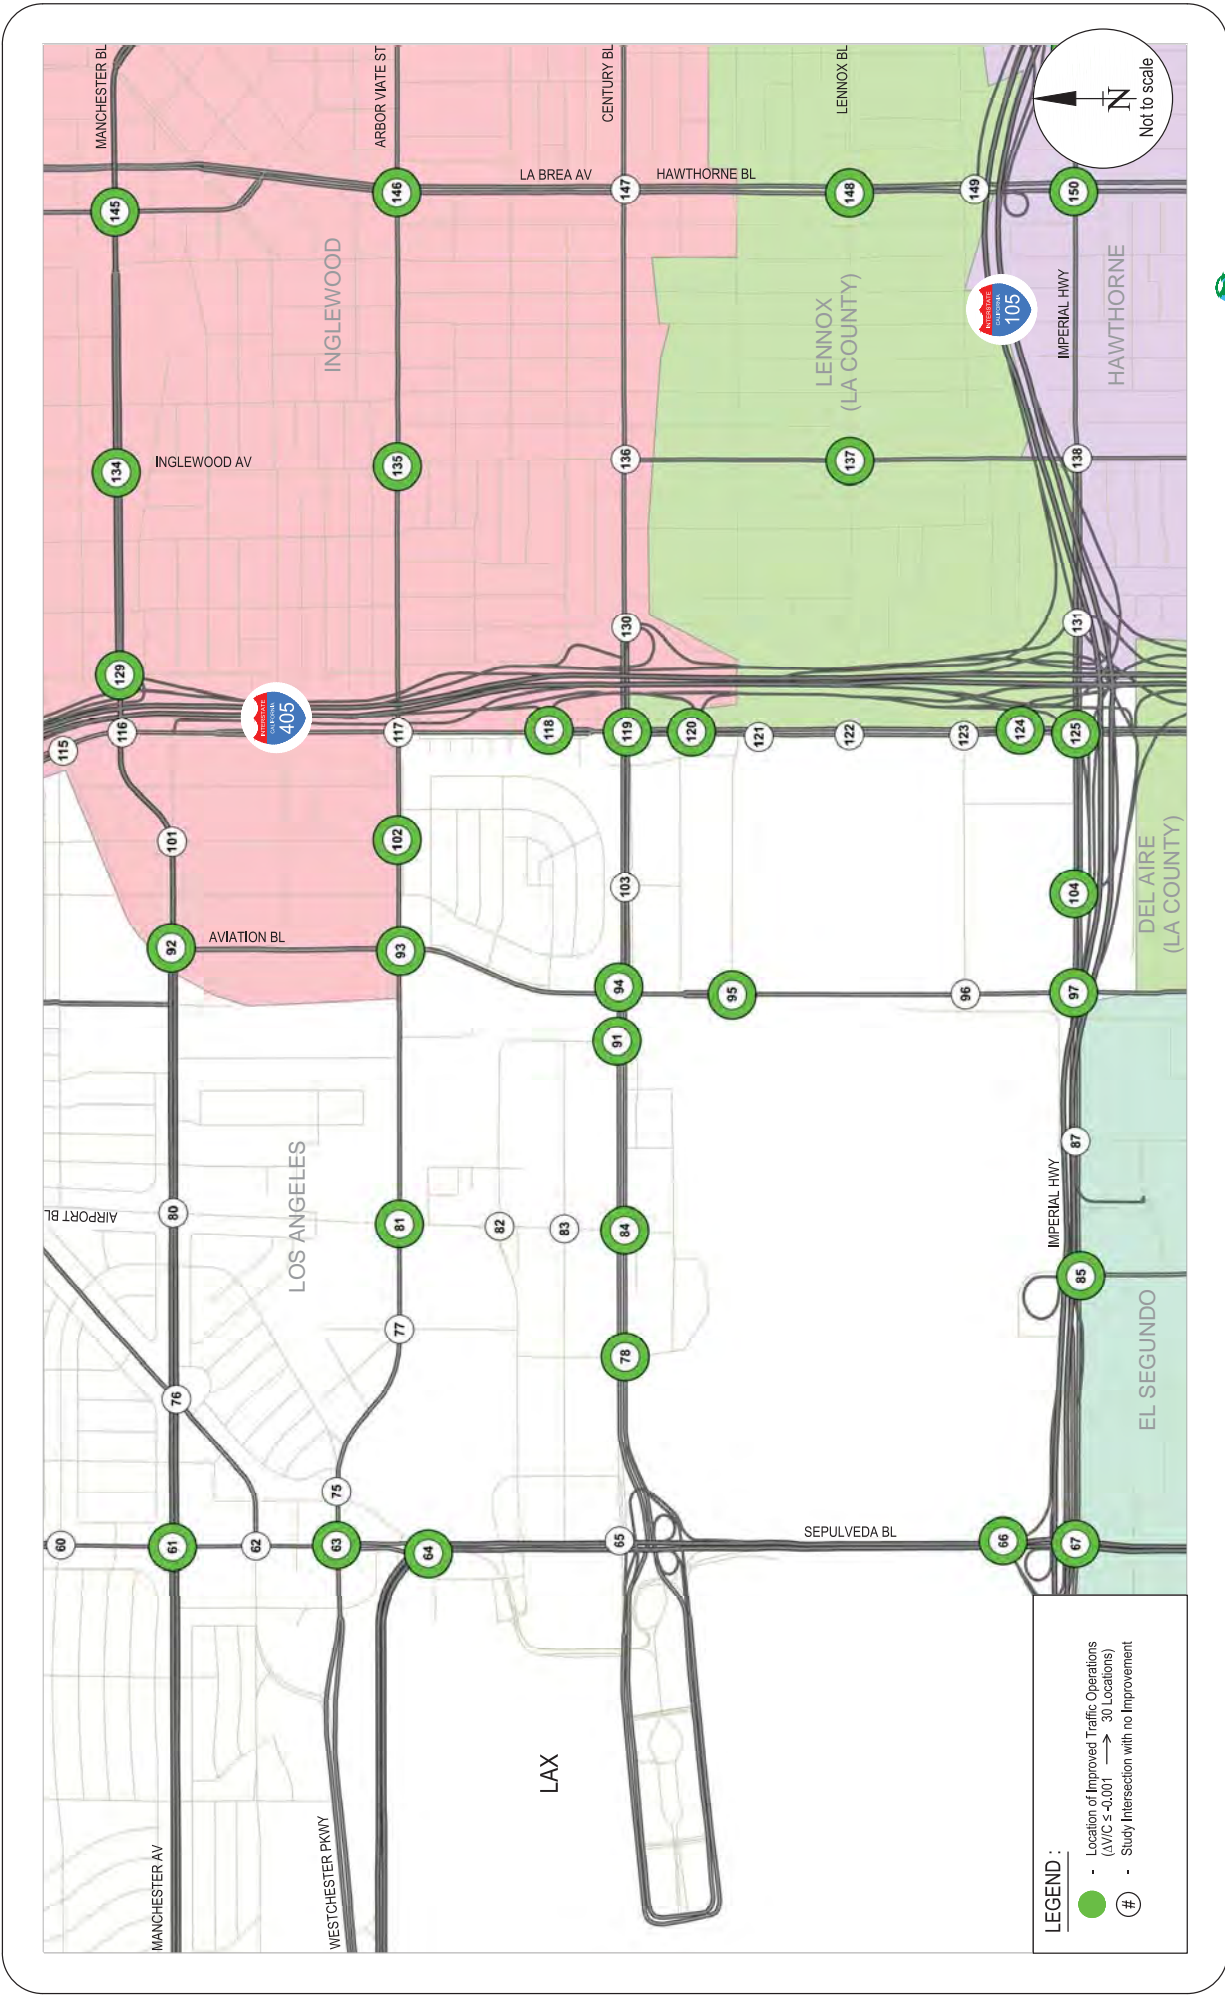 MANCHESTER BL
ARBOR VIATE ST
CENTURY BL
LENNOX BL
N
Not to scale
145
146
LA BREA AV
147
HAWTHORNE BL
148
149
150
INGLEWOOD
LENNOX
(LA COUNTY)
INTERSTATE
CALIFORNIA
105
IMPERIAL HWY
HAWTHORNE
134
INGLEWOOD AV
135
136
137
138
129
130
131
115
116
INTERSTATE
CALIFORNIA
405
117
118
119
120
121
122
123
124
125
101
102
103
104
DEL AIRE
(LA COUNTY)
92
AVIATION BL
93
94
95
96
97
91
AIRPORT BL
80
LOS ANGELES
81
82
83
84
IMPERIAL HWY
87
85
76
77
78
EL SEGUNDO
75
60
61
62
63
64
65
SEPULVEDA BL
66
67
MANCHESTER AV
WESTCHESTER PKWY
LAX
LEGEND :
- Location of Improved Traffic Operations
(ΔV/C ≤ -0.001 → 30 Locations)
# - Study Intersection with no Improvement